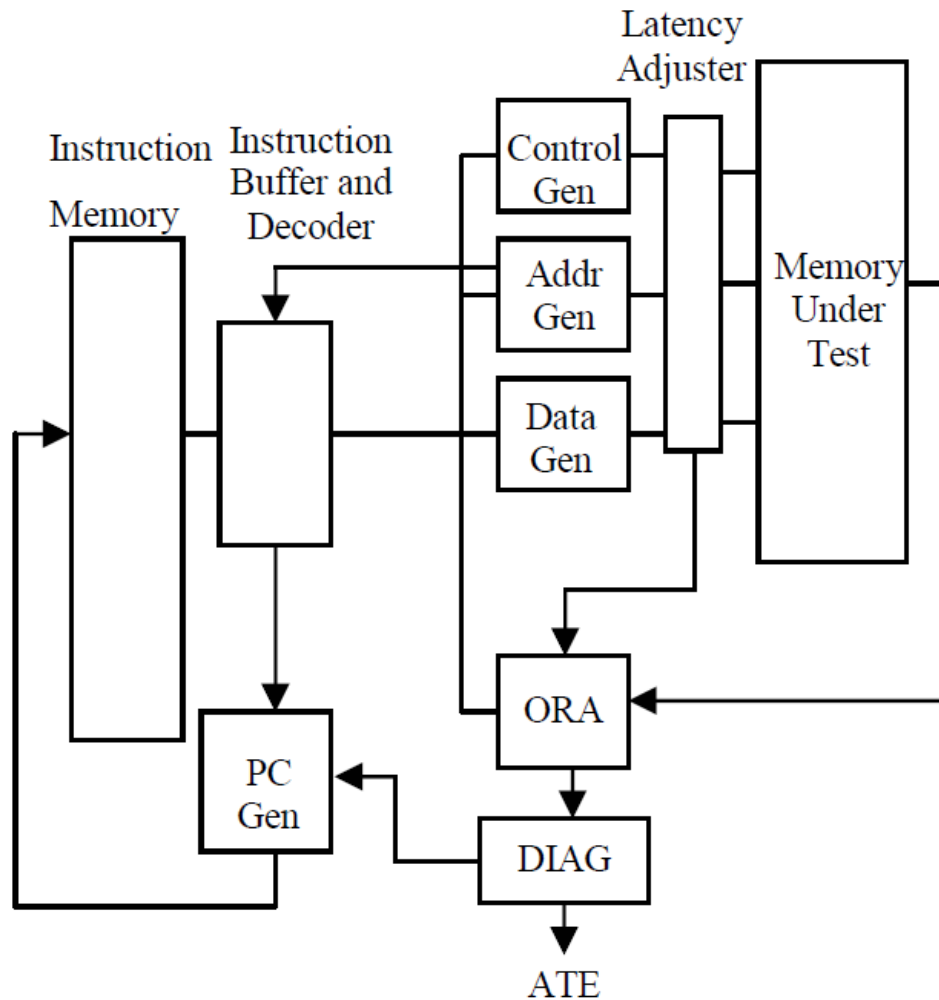 Latency
Adjuster
Instruction
Memory
Instruction
Buffer and
Decoder
Control
Gen
Addr
Gen
Data
Gen
Memory
Under
Test
ORA
PC
Gen
DIAG
ATE